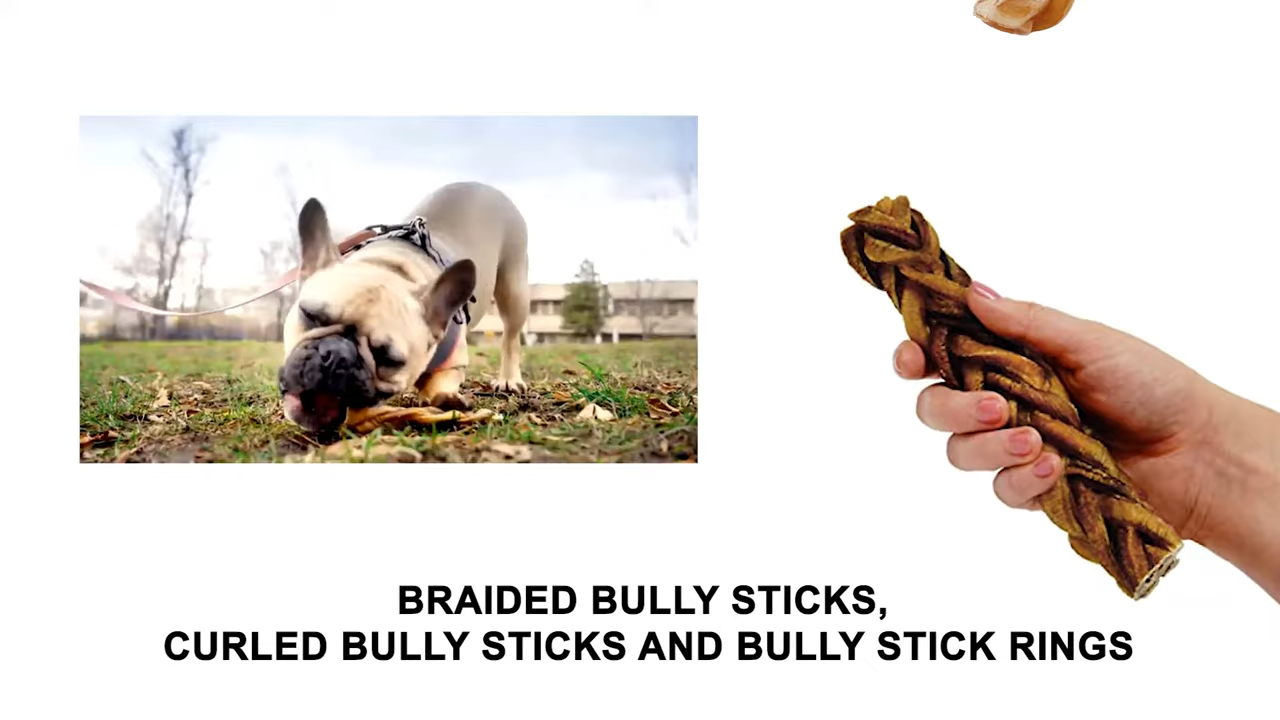 BRAIDED BULLY STICKS,
CURLED BULLY STICKS AND BULLY STICK RINGS